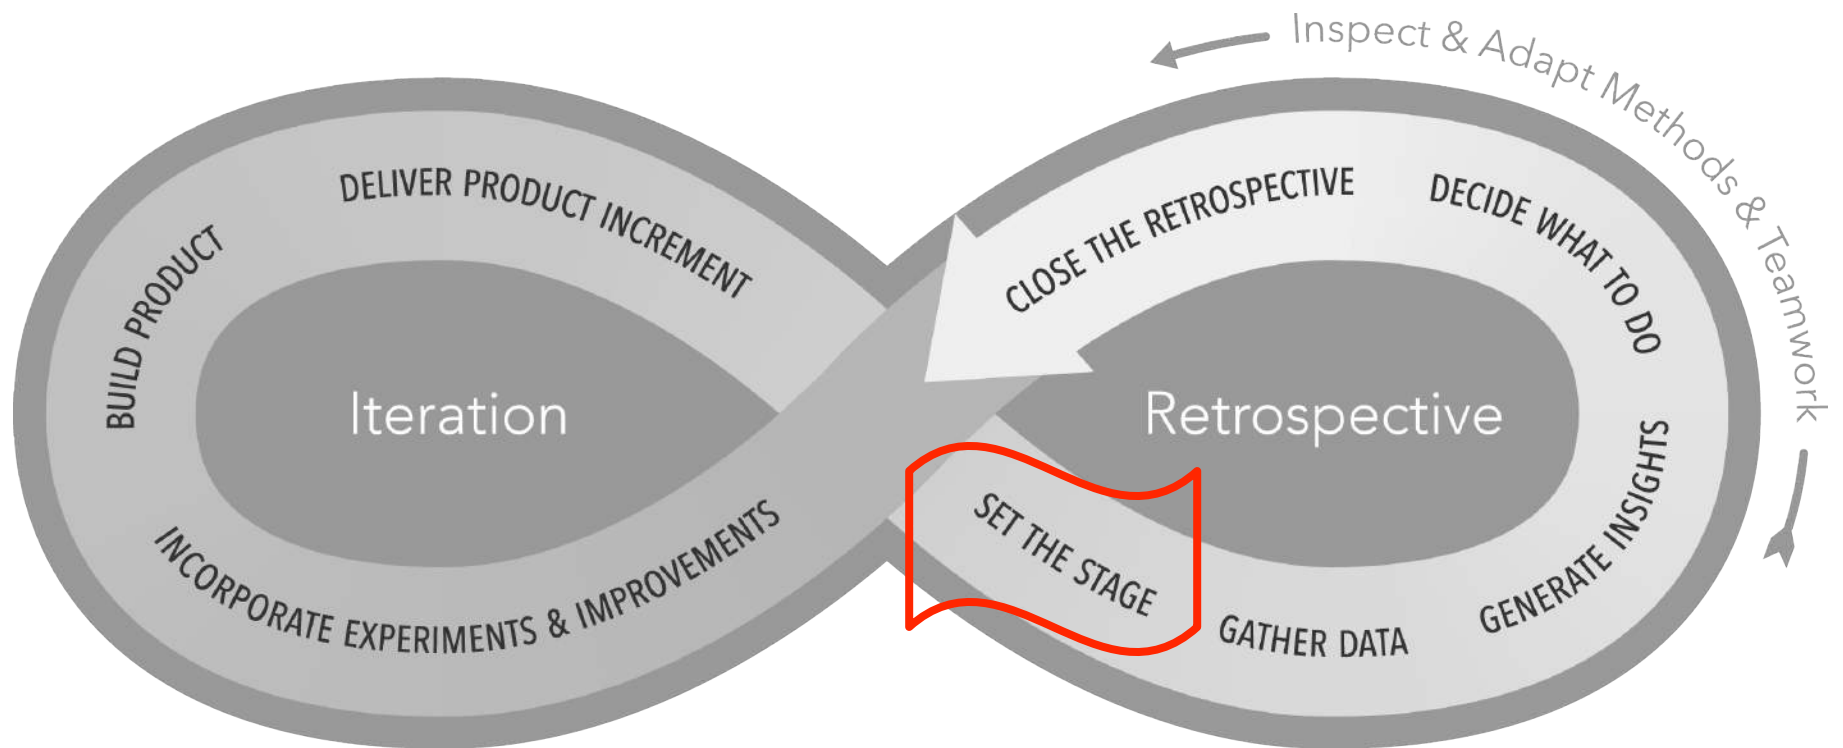 Inspect & Adapt Methods & Teamwork
DELIVER PRODUCT INCREMENT
CLOSE THE RETROSPECTIVE
DECIDE WHAT TO DO
BUILD PRODUCT
Iteration
Retrospective
INCORPORATE EXPERIMENTS & IMPROVEMENTS
SET THE STAGE
GATHER DATA
GENERATE INSIGHTS